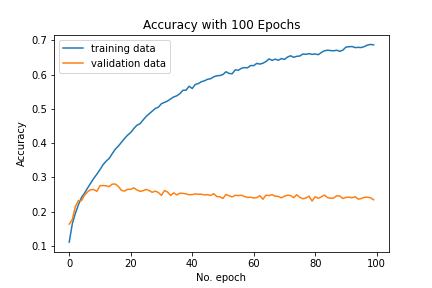 Accuracy with 100 Epochs
training data
validation data
0.7
0.6
0.5
0.4
0.3
0.2
0.1
Accuracy
0 20 40 60 80 100
No. epoch